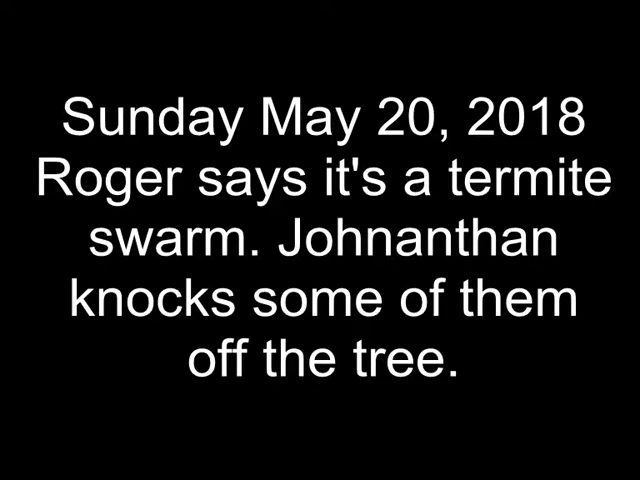 Sunday May 20, 2018
Roger says it's a termite
swarm. Johnanthan
knocks some of them
off the tree.